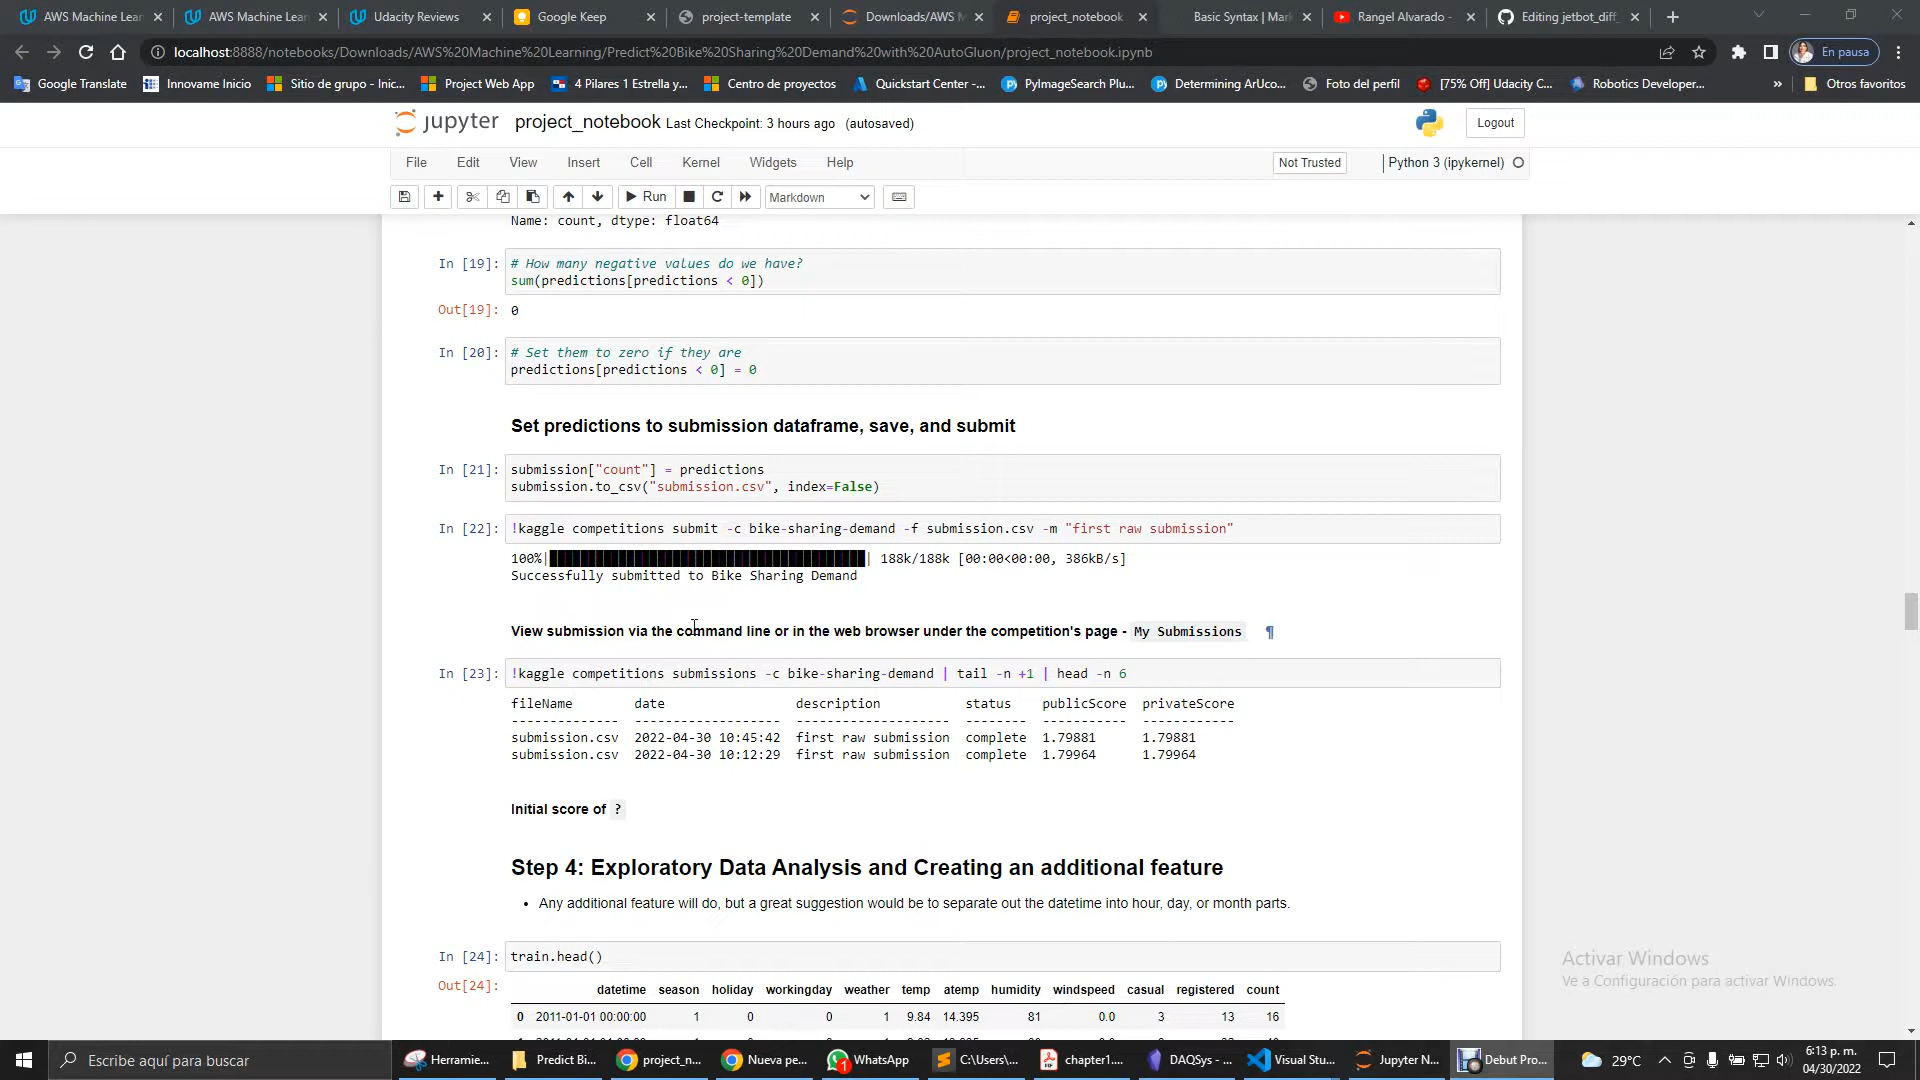 AWS Machine Lea
AWS Machine Lear
Udacity Reviews
Google Keep
project-template
Downloads/AWS M
project_notebook
Basic Syntax | Mark
Rangel Alvarado -
Editing jetbot_diff_
localhost:8888/notebooks/Downloads/AWS%20Machine%20Learning/Predict%20Bike%20Sharing%20Demand%20with%20AutoGluon/project_notebook.ipynb
En pausa
Google Translate
Innovame Inicio
Sitio de grupo - Inic...
Project Web App
4 Pilares 1 Estrella y...
Centro de proyectos
Quickstart Center -...
PyImageSearch Plu...
Determining ArUco...
Foto del perfil
[75% Off] Udacity C...
Robotics Developer...
»
Otros favoritos
jupyter project_notebook Last Checkpoint: 3 hours ago (autosaved)
Logout
File Edit View Insert Cell Kernel Widgets Help
Not Trusted
Python 3 (ipykernel)
Run
Markdown
Name: count, dtype: float64
In [19]: # How many negative values do we have?
sum(predictions[predictions < 0])
Out[19]: 0
In [20]: # Set them to zero if they are
predictions[predictions < 0] = 0
Set predictions to submission dataframe, save, and submit
In [21]: submission["count"] = predictions
submission.to_csv("submission.csv", index=False)
In [22]: !kaggle competitions submit -c bike-sharing-demand -f submission.csv -m "first raw submission"
100%|████████████████████████████████████████| 188k/188k [00:00<00:00, 386kB/s]
Successfully submitted to Bike Sharing Demand
View submission via the command line or in the web browser under the competition's page - My Submissions ¶
In [23]: !kaggle competitions submissions -c bike-sharing-demand | tail -n +1 | head -n 6
fileName date description status publicScore privateScore
-------------- ------------------- -------------------- -------- ----------- ------------
submission.csv 2022-04-30 10:45:42 first raw submission complete 1.79881 1.79881
submission.csv 2022-04-30 10:12:29 first raw submission complete 1.79964 1.79964
Initial score of ?
Step 4: Exploratory Data Analysis and Creating an additional feature
• Any additional feature will do, but a great suggestion would be to separate out the datetime into hour, day, or month parts.
In [24]: train.head()
Out[24]:
datetime season holiday workingday weather temp atemp humidity windspeed casual registered count
0 2011-01-01 00:00:00 1 0 0 1 9.84 14.395 81 0.0 3 13 16
Activar Windows
Ve a Configuración para activar Windows.
Escribe aquí para buscar
Herramie...
Predict Bi...
project_n...
Nueva pe...
1
WhatsApp
C:\Users\...
chapter1....
DAQSys - ...
Visual Stu...
Jupyter N...
Debut Pro...
29°C
6:13 p. m.
04/30/2022